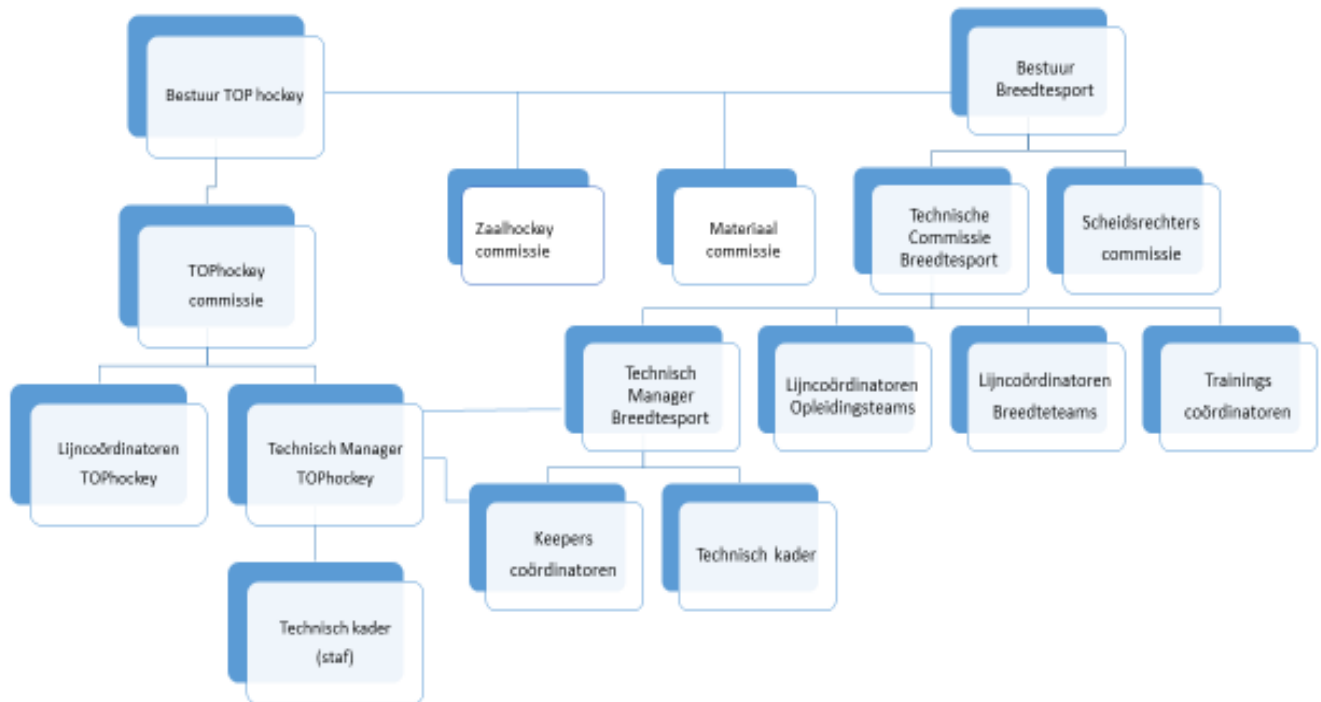 Bestuur TOP hockey
Bestuur
Breedtesport
Zaalhockey
commissie
Materiaal
commissie
Technische
Commissie
Breedtesport
Scheidsrechters
commissie
TOPhockey
commissie
Technisch
Manager
Breedtesport
Lijncoördinatoren
Opleidingsteams
Lijncoördinatoren
Breedteteams
Trainings
coördinatoren
Lijncoördinatoren
TOPhockey
Technisch Manager
TOPhockey
Keepers
coördinatoren
Technisch kader
Technisch kader
(staf)